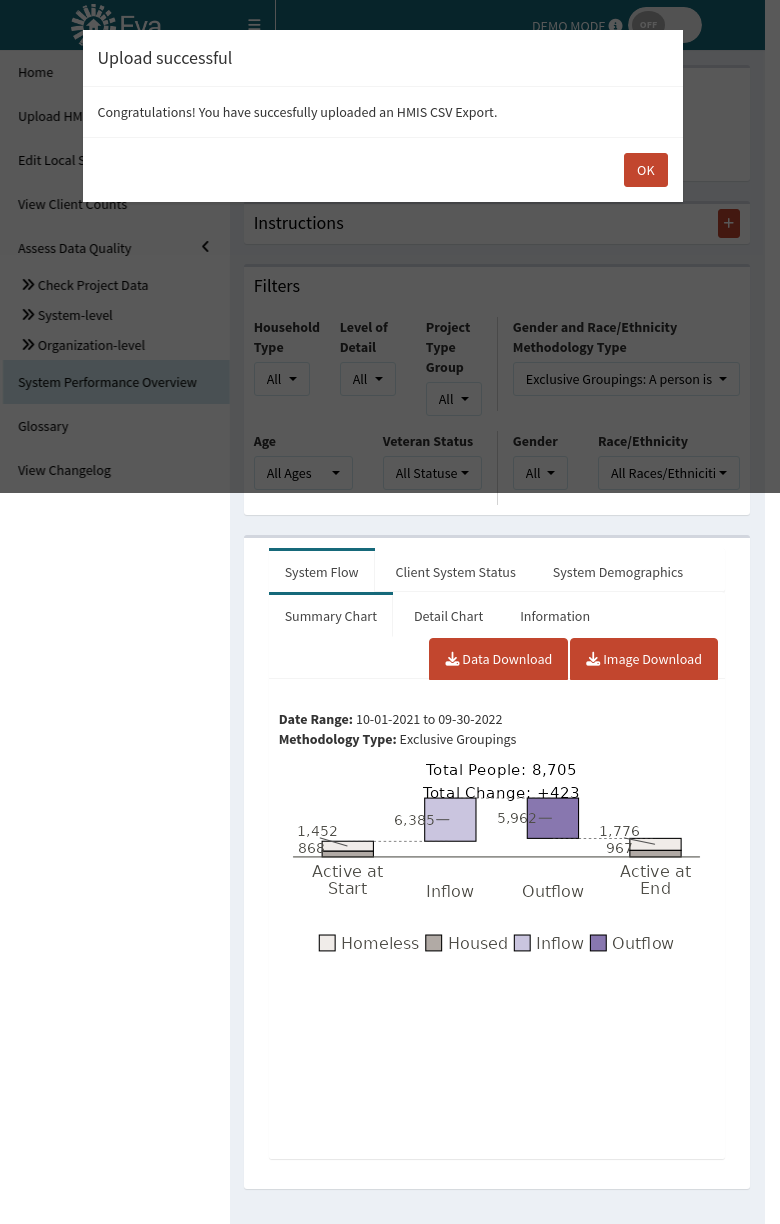 Eva
DEMO MODE
OFF
Upload successful
Congratulations! You have succesfully uploaded an HMIS CSV Export.
OK
Home
Upload HM
Edit Local S
View Client Counts
Assess Data Quality
Check Project Data
System-level
Organization-level
System Performance Overview
Glossary
View Changelog
Instructions
+
Filters
Household Type
Level of Detail
Project Type Group
Gender and Race/Ethnicity Methodology Type
All
All
All
Exclusive Groupings: A person is
Age
Veteran Status
Gender
Race/Ethnicity
All Ages
All Statuse
All
All Races/Ethniciti
System Flow
Client System Status
System Demographics
Summary Chart
Detail Chart
Information
Data Download
Image Download
Date Range: 10-01-2021 to 09-30-2022
Methodology Type: Exclusive Groupings
Total People: 8,705
Total Change: +423
1,452
868
6,385
5,962
1,776
967
Active at Start
Inflow
Outflow
Active at End
Homeless
Housed
Inflow
Outflow